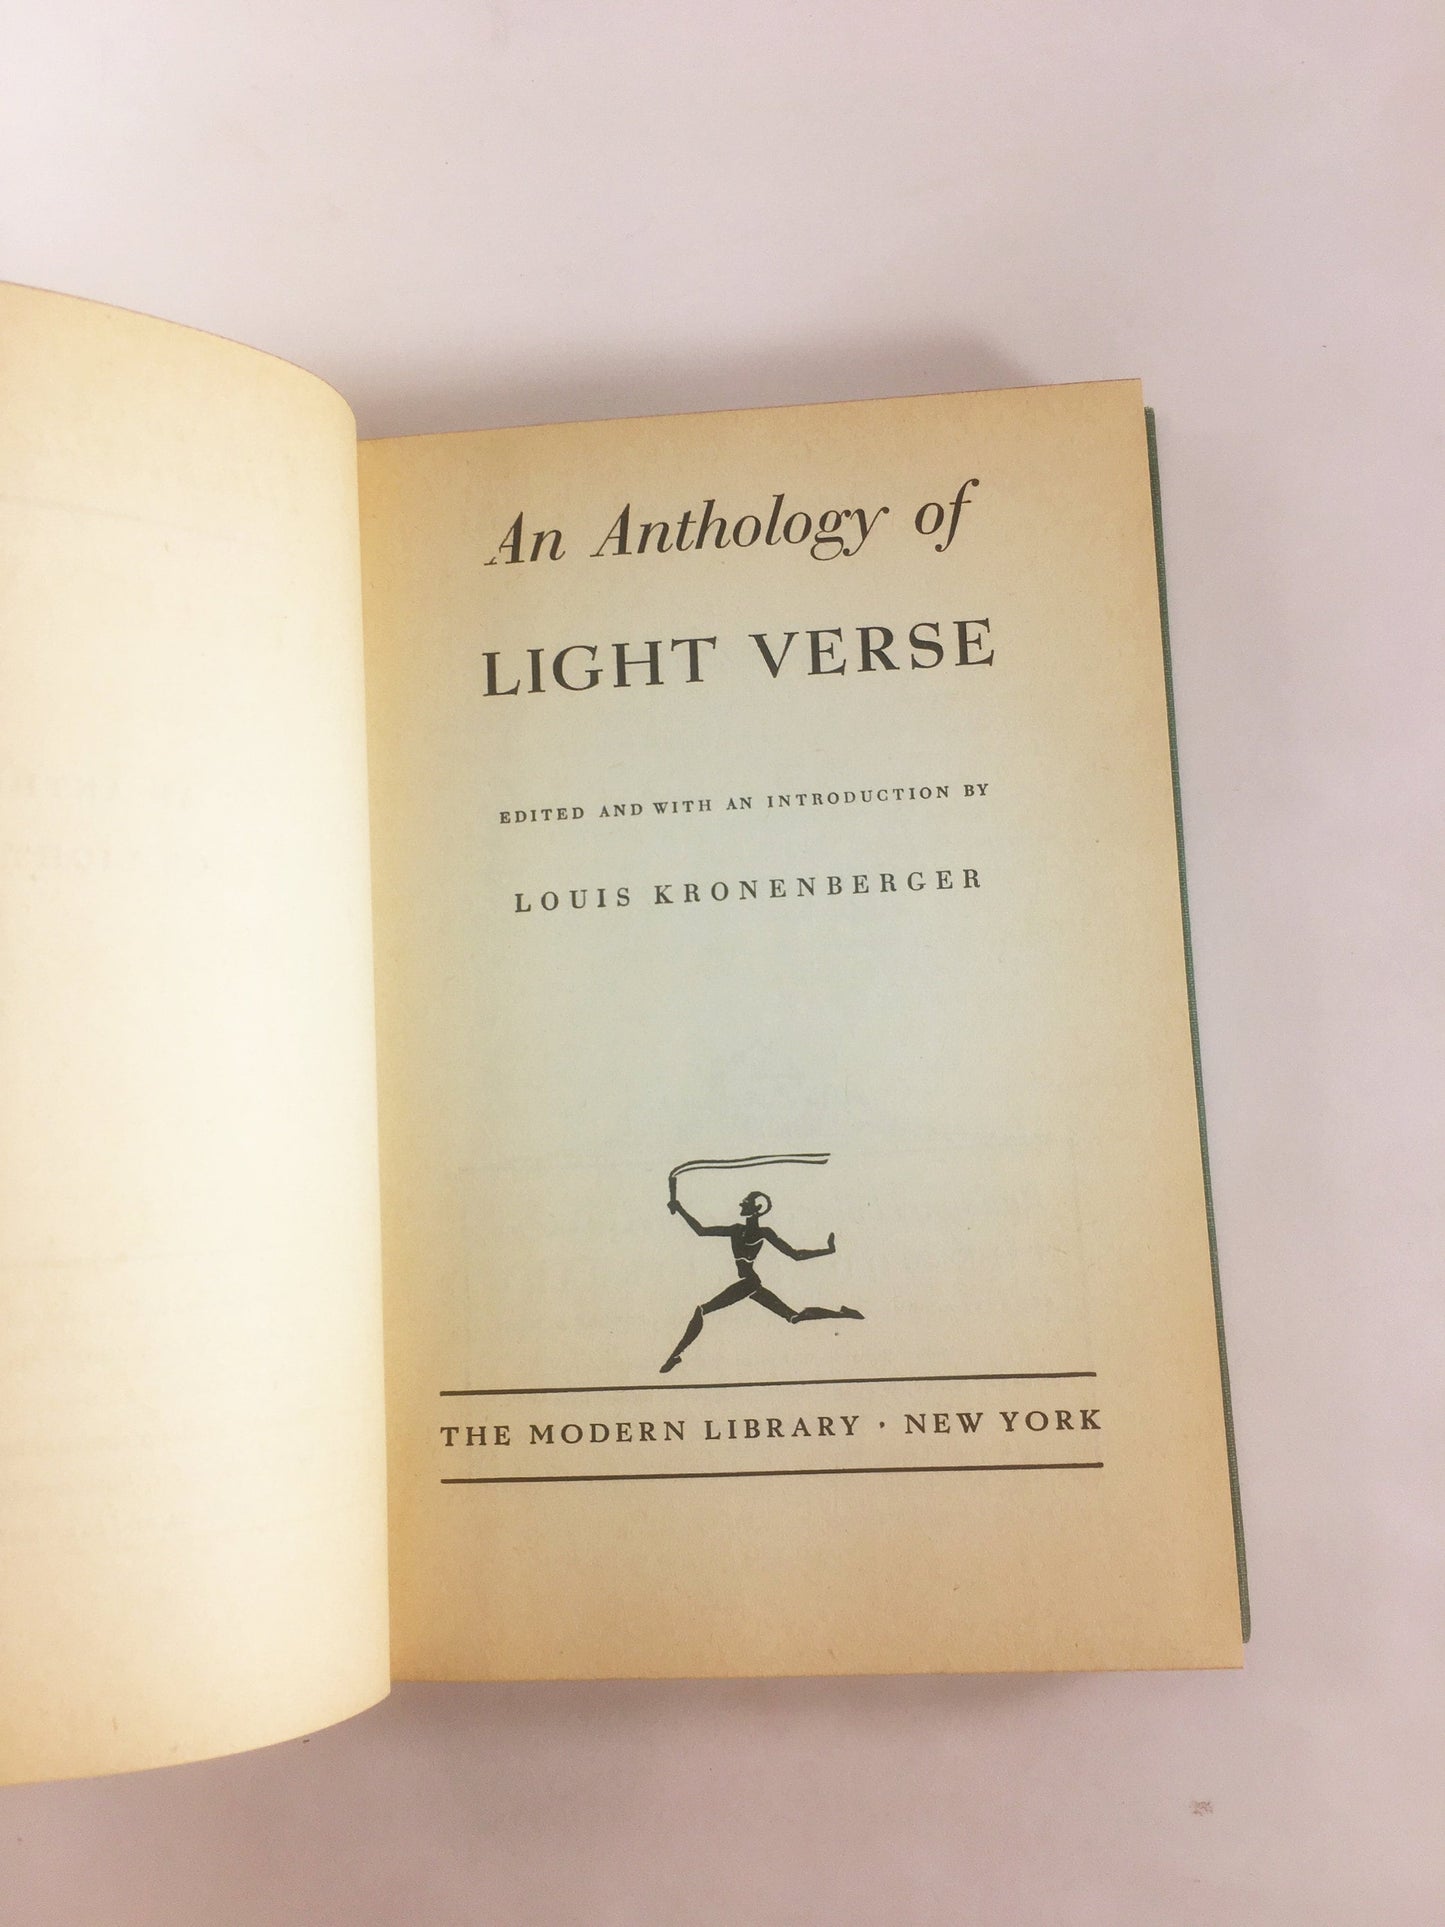 An Anthology of
LIGHT VERSE
EDITED AND WITH AN INTRODUCTION BY
LOUIS KRONENBERGER
THE MODERN LIBRARY · NEW YORK